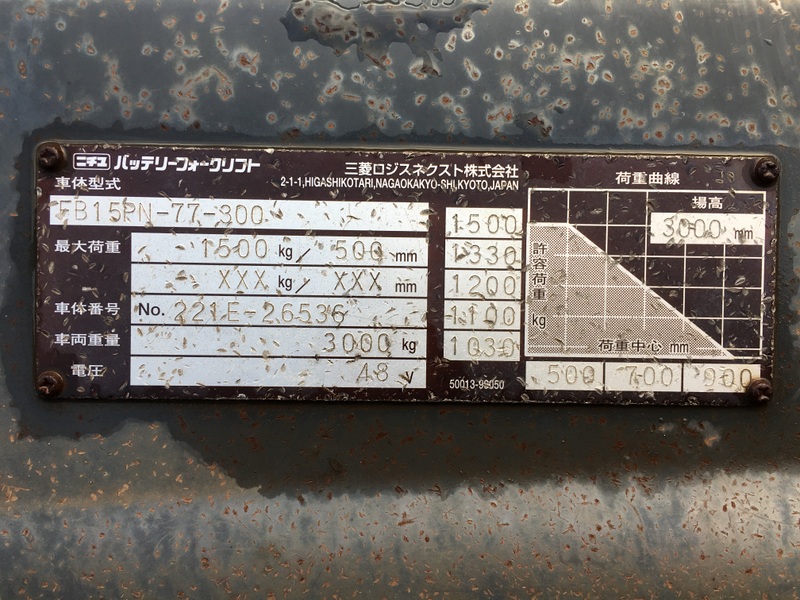 ニチユ バッテリーフォークリフト
三菱ロジスネクスト株式会社
2-1-1,HIGASHIKOTARI,NAGAOKAKYO-SHI,KYOTO,JAPAN
車体型式
FB15PN-77-300
最大荷重 1500 kg/ 500 mm
XXX kg/ XXX mm
車体番号 No. 221E-26536
車両重量 3000 kg
電圧 48 V
50013-99050
荷重曲線
揚高
3000 mm
1500
1330
1200
1100
1030
許容荷重 kg
荷重中心 mm
500 700 900